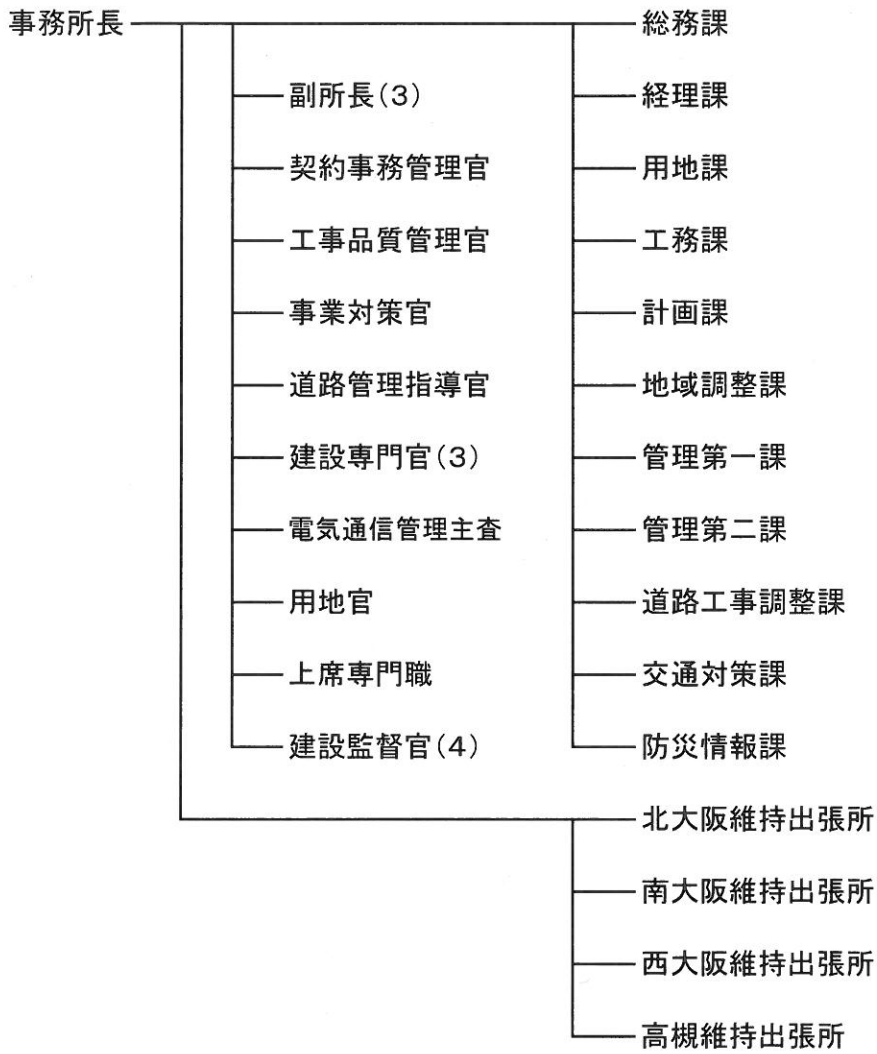 事務所長
副所長(3)
契約事務管理官
工事品質管理官
事業対策官
道路管理指導官
建設専門官(3)
電気通信管理主査
用地官
上席専門職
建設監督官(4)
総務課
経理課
用地課
工務課
計画課
地域調整課
管理第一課
管理第二課
道路工事調整課
交通対策課
防災情報課
北大阪維持出張所
南大阪維持出張所
西大阪維持出張所
高槻維持出張所